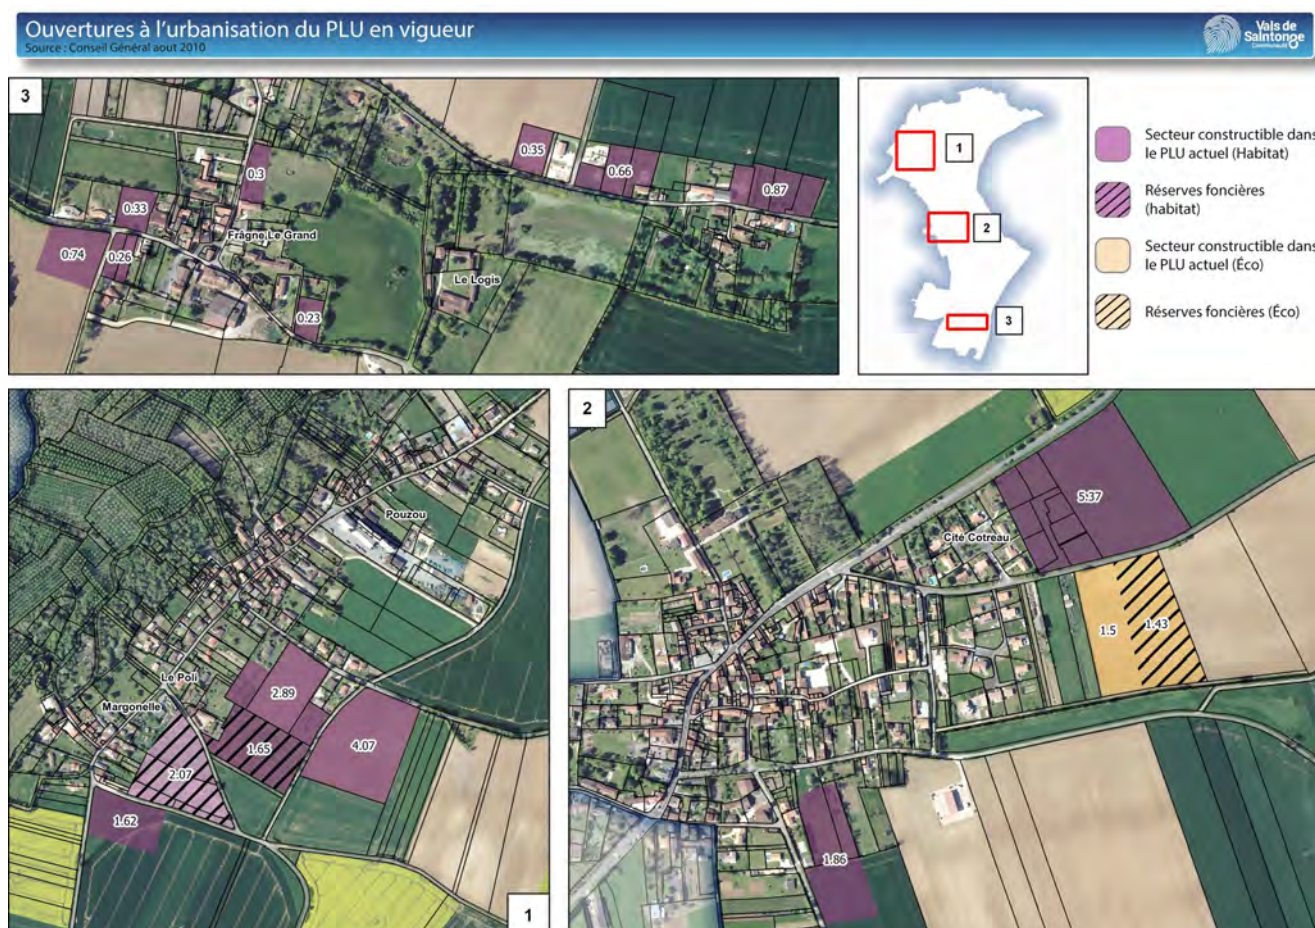 Ouvertures à l'urbanisation du PLU en vigueur
Source : Conseil Général aout 2010
Vals de
Saintonge
Communauté
3
0.35
0.66
0.87
0.3
0.33
Frâgne Le Grand
0.74
0.26
Le Logis
0.23
1
2
3
Secteur constructible dans
le PLU actuel (Habitat)
Réserves foncières
(habitat)
Secteur constructible dans
le PLU actuel (Éco)
Réserves foncières (Éco)
Pouzou
Le Poli
Margonelle
2.89
1.65
4.07
2.07
1.62
1
2
5.37
Cité Cotreau
1.5
1.43
1.86